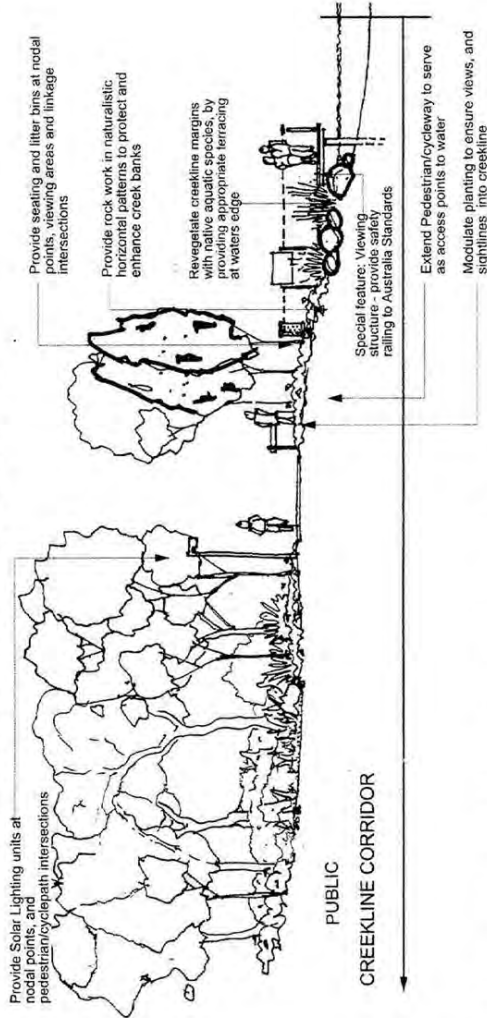 Provide Solar Lighting units at
nodal points, and
pedestrian/cyclepath intersections
Provide seating and litter bins at nodal
points, viewing areas and linkage
intersections
Provide rock work in naturalistic
horizontal patterns to protect and
enhance creek banks
Revegetate creekline margins
with native aquatic species, by
providing appropriate terracing
at waters edge
Special feature: Viewing
structure - provide safety
railing to Australia Standards
Extend Pedestrian/cycleway to serve
as access points to water
Modulate planting to ensure views, and
sightlines into creekline
PUBLIC
CREEKLINE CORRIDOR